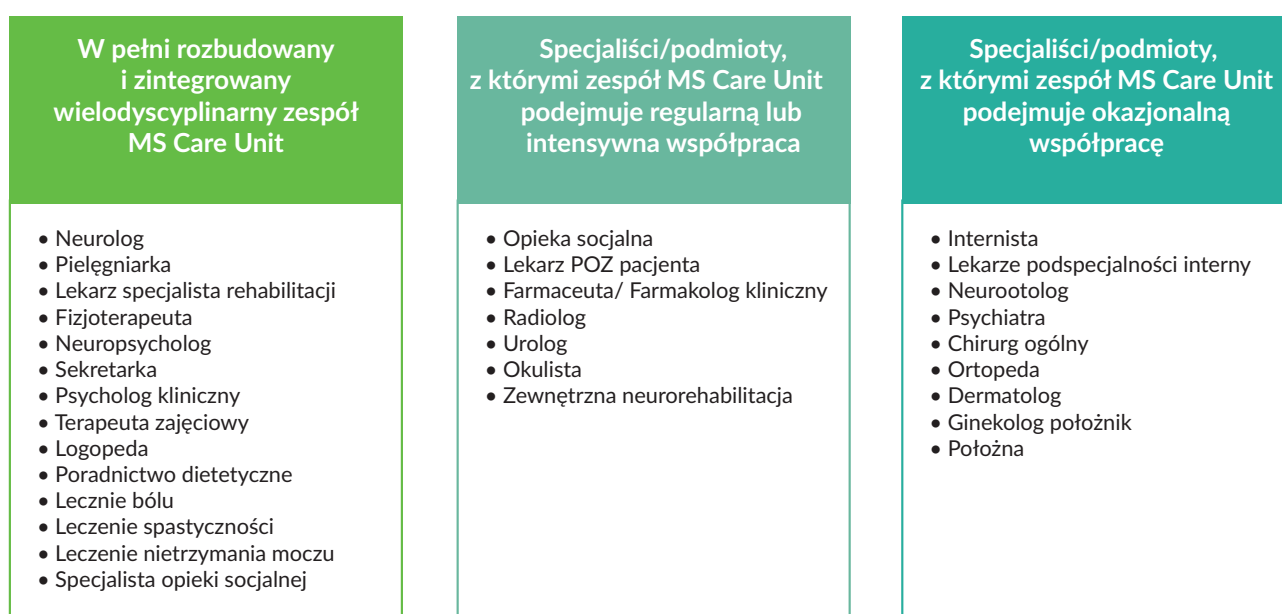 W pełni rozbudowany
i zintegrowany
wielodyscyplinarny zespół
MS Care Unit
• Neurolog
• Pielęgniarka
• Lekarz specjalista rehabilitacji
• Fizjoterapeuta
• Neuropsycholog
• Sekretarka
• Psycholog kliniczny
• Terapeuta zajęciowy
• Logopeda
• Poradnictwo dietetyczne
• Lecznie bólu
• Leczenie spastyczności
• Leczenie nietrzymania moczu
• Specjalista opieki socjalnej
Specjaliści/podmioty,
z którymi zespół MS Care Unit
podejmuje regularną lub
intensywna współpraca
• Opieka socjalna
• Lekarz POZ pacjenta
• Farmaceuta/ Farmakolog kliniczny
• Radiolog
• Urolog
• Okulista
• Zewnętrzna neurorehabilitacja
Specjaliści/podmioty,
z którymi zespół MS Care Unit
podejmuje okazjonalną
współpracę
• Internista
• Lekarze podspecjalności interny
• Neurootolog
• Psychiatra
• Chirurg ogólny
• Ortopeda
• Dermatolog
• Ginekolog położnik
• Położna